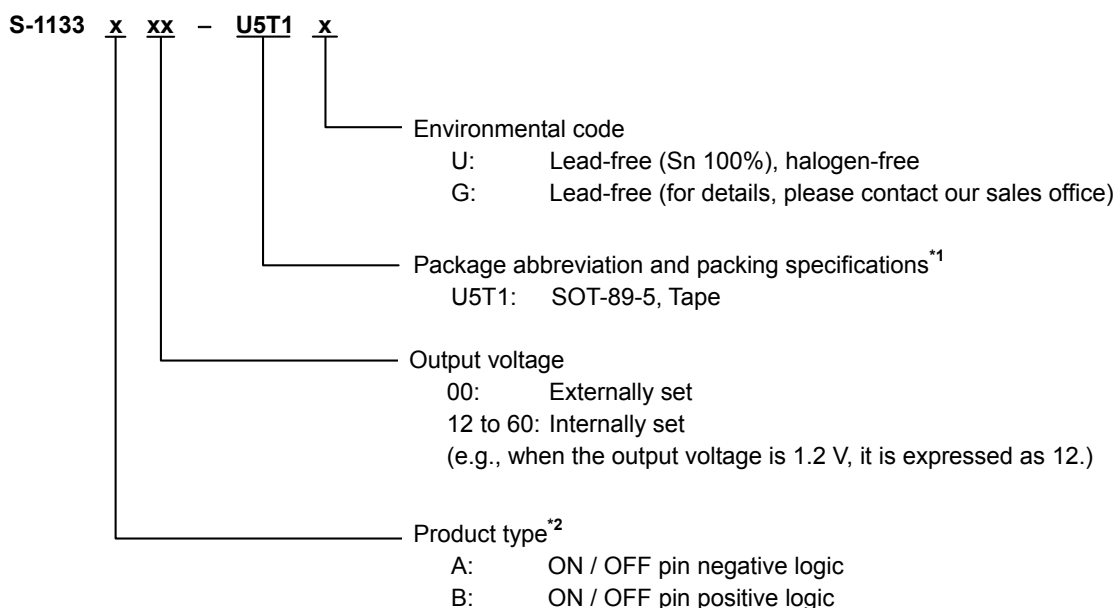 S-1133 x xx – U5T1 x
Environmental code
U: Lead-free (Sn 100%), halogen-free
G: Lead-free (for details, please contact our sales office)
Package abbreviation and packing specifications*1
U5T1: SOT-89-5, Tape
Output voltage
00: Externally set
12 to 60: Internally set
(e.g., when the output voltage is 1.2 V, it is expressed as 12.)
Product type*2
A: ON / OFF pin negative logic
B: ON / OFF pin positive logic